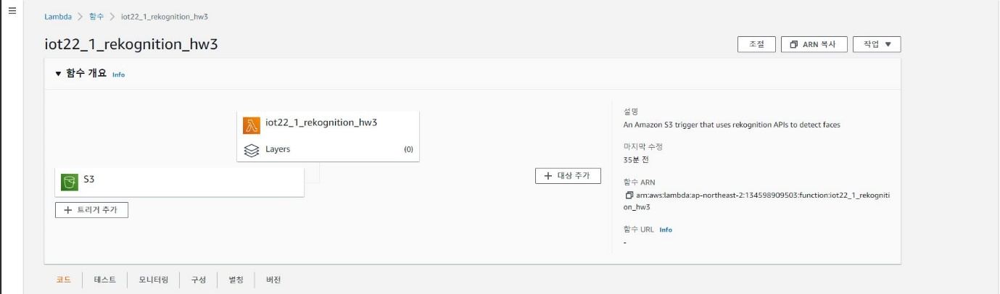 Lambda > 함수 > iot22_1_rekognition_hw3
iot22_1_rekognition_hw3
조절
ARN 복사
작업 ▼
▼ 함수 개요 Info
iot22_1_rekognition_hw3
Layers (0)
S3
+ 트리거 추가
+ 대상 추가
설명
An Amazon S3 trigger that uses rekognition APIs to detect faces
마지막 수정
35분 전
함수 ARN
arn:aws:lambda:ap-northeast-2:134598909503:function:iot22_1_rekogniti
on_hw3
함수 URL Info
-
코드 테스트 모니터링 구성 별칭 버전